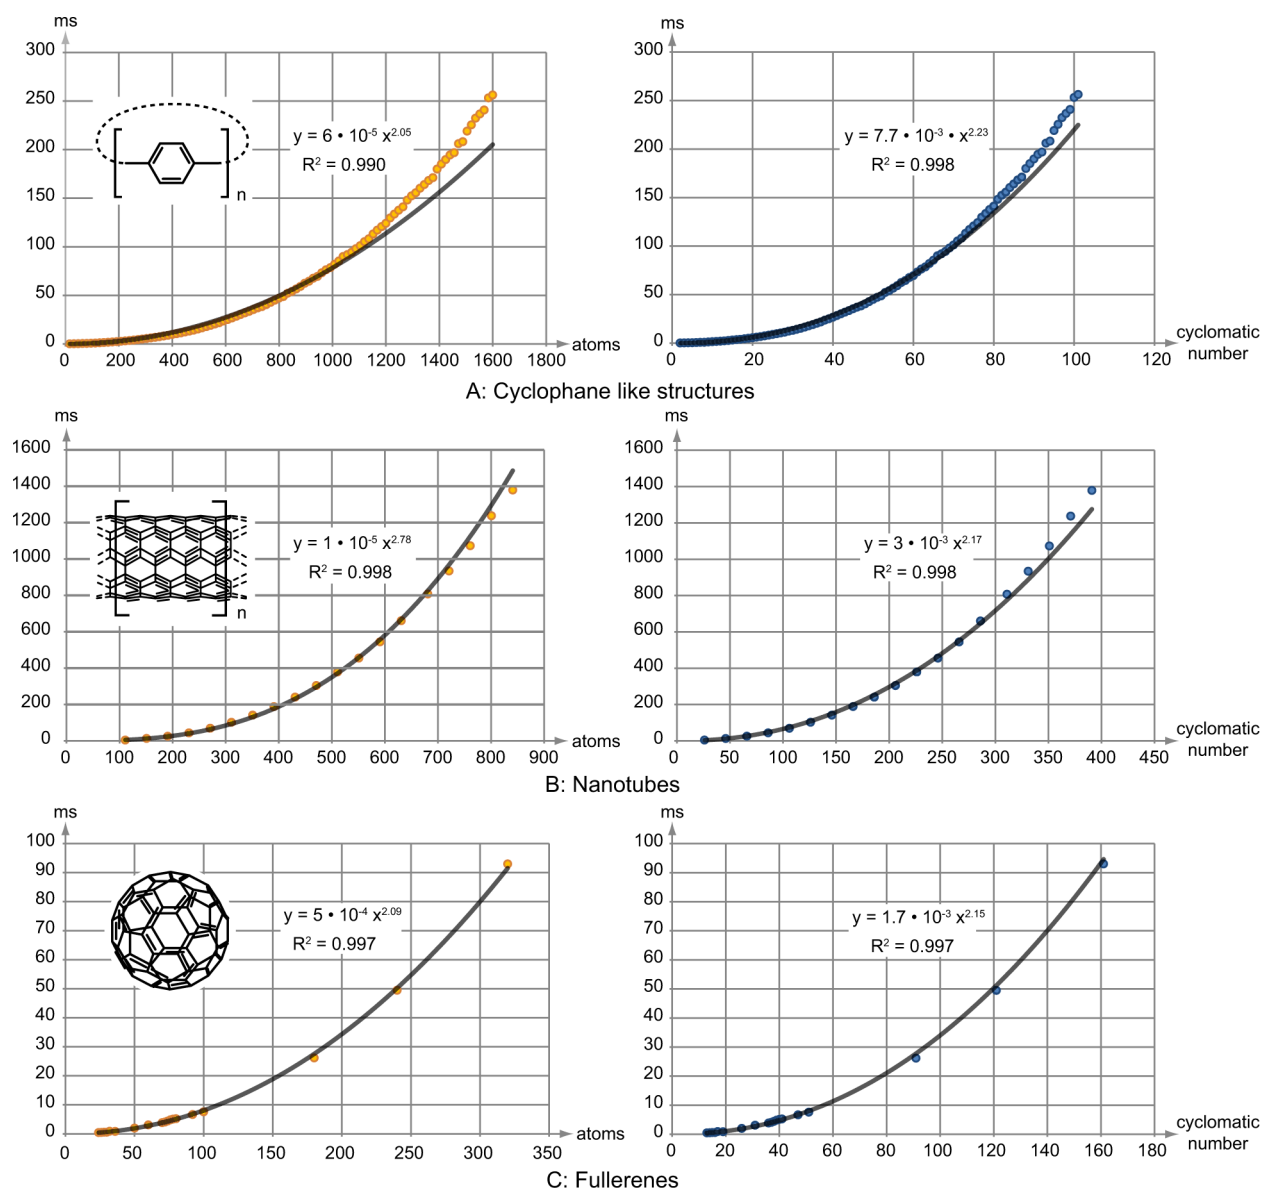 ms
300
250
200
150
100
50
0
y = 6 • 10-5 x2.05
R2 = 0.990
n
0 200 400 600 800 1000 1200 1400 1600 1800 atoms
ms
300
250
200
150
100
50
0
y = 7.7 • 10-3 • x2.23
R2 = 0.998
20 40 60 80 100 120
cyclomatic
number
A: Cyclophane like structures
ms
1600
1400
1200
1000
800
600
400
200
0
y = 1 • 10-5 x2.78
R2 = 0.998
n
0 100 200 300 400 500 600 700 800 900 atoms
ms
1600
1400
1200
1000
800
600
400
200
0
y = 3 • 10-3 x2.17
R2 = 0.998
0 50 100 150 200 250 300 350 400 450
cyclomatic
number
B: Nanotubes
ms
100
90
80
70
60
50
40
30
20
10
0
y = 5 • 10-4 x2.09
R2 = 0.997
0 50 100 150 200 250 300 350 atoms
ms
100
90
80
70
60
50
40
30
20
10
0
y = 1.7 • 10-3 x2.15
R2 = 0.997
0 20 40 60 80 100 120 140 160 180
cyclomatic
number
C: Fullerenes